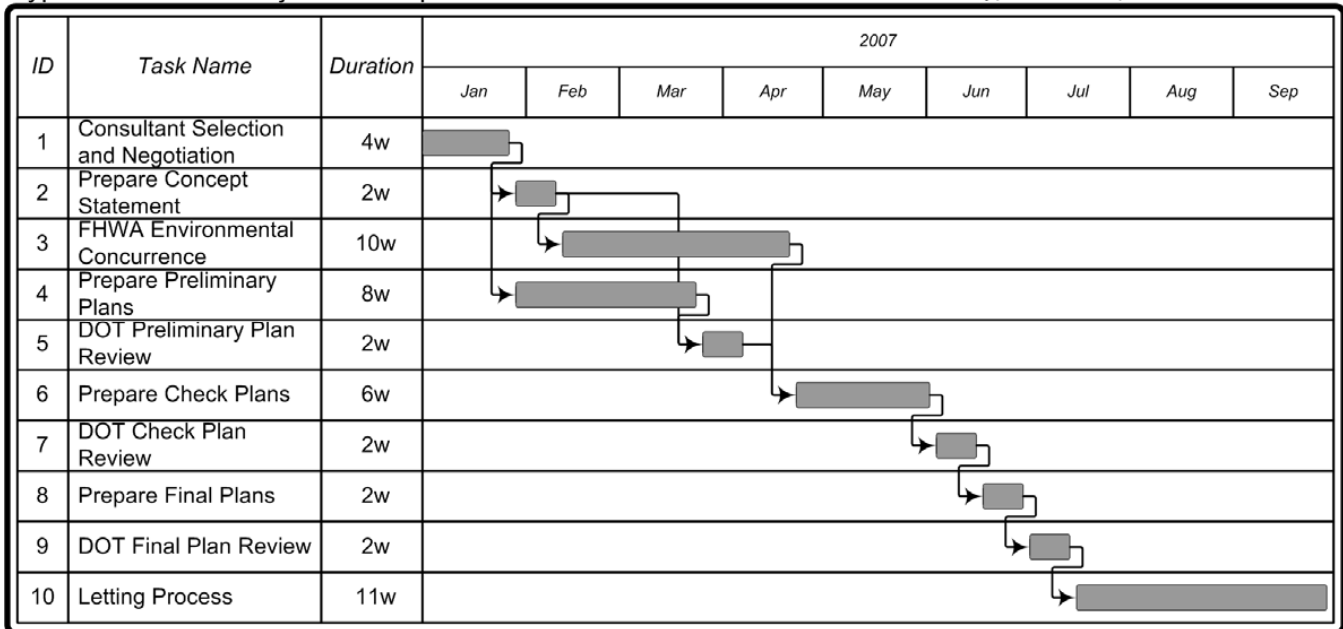 2007
ID Task Name Duration
Jan Feb Mar Apr May Jun Jul Aug Sep
1 Consultant Selection and Negotiation 4w
2 Prepare Concept Statement 2w
3 FHWA Environmental Concurrence 10w
4 Prepare Preliminary Plans 8w
5 DOT Preliminary Plan Review 2w
6 Prepare Check Plans 6w
7 DOT Check Plan Review 2w
8 Prepare Final Plans 2w
9 DOT Final Plan Review 2w
10 Letting Process 11w